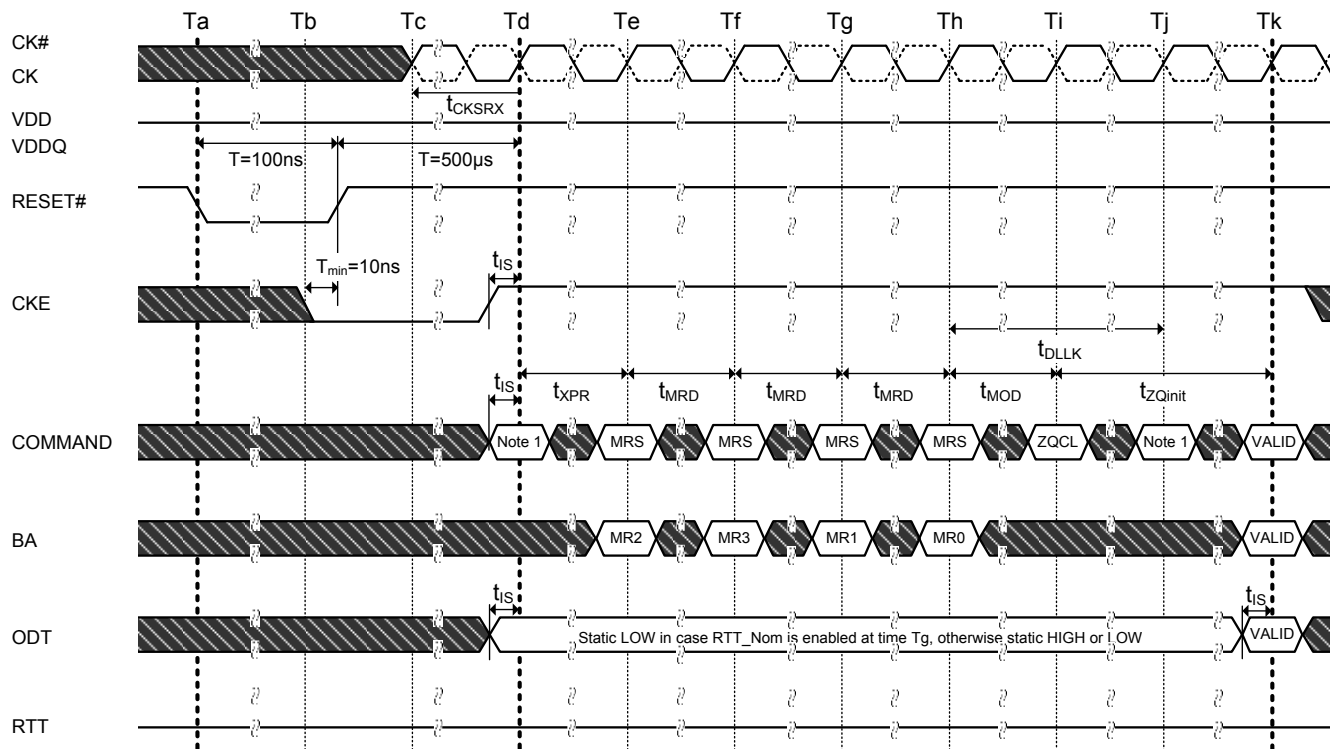 Ta Tb Tc Td Te Tf Tg Th Ti Tj Tk
CK#
CK
tCKSRX
VDD
VDDQ
T=100ns T=500µs
RESET#
Tmin=10ns tIS
CKE
tDLLK
tIS tXPR tMRD tMRD tMRD tMOD tZQinit
COMMAND Note 1 MRS MRS MRS MRS ZQCL Note 1 VALID
BA MR2 MR3 MR1 MR0 VALID
tIS tIS
ODT Static LOW in case RTT_Nom is enabled at time Tg, otherwise static HIGH or LOW VALID
RTT